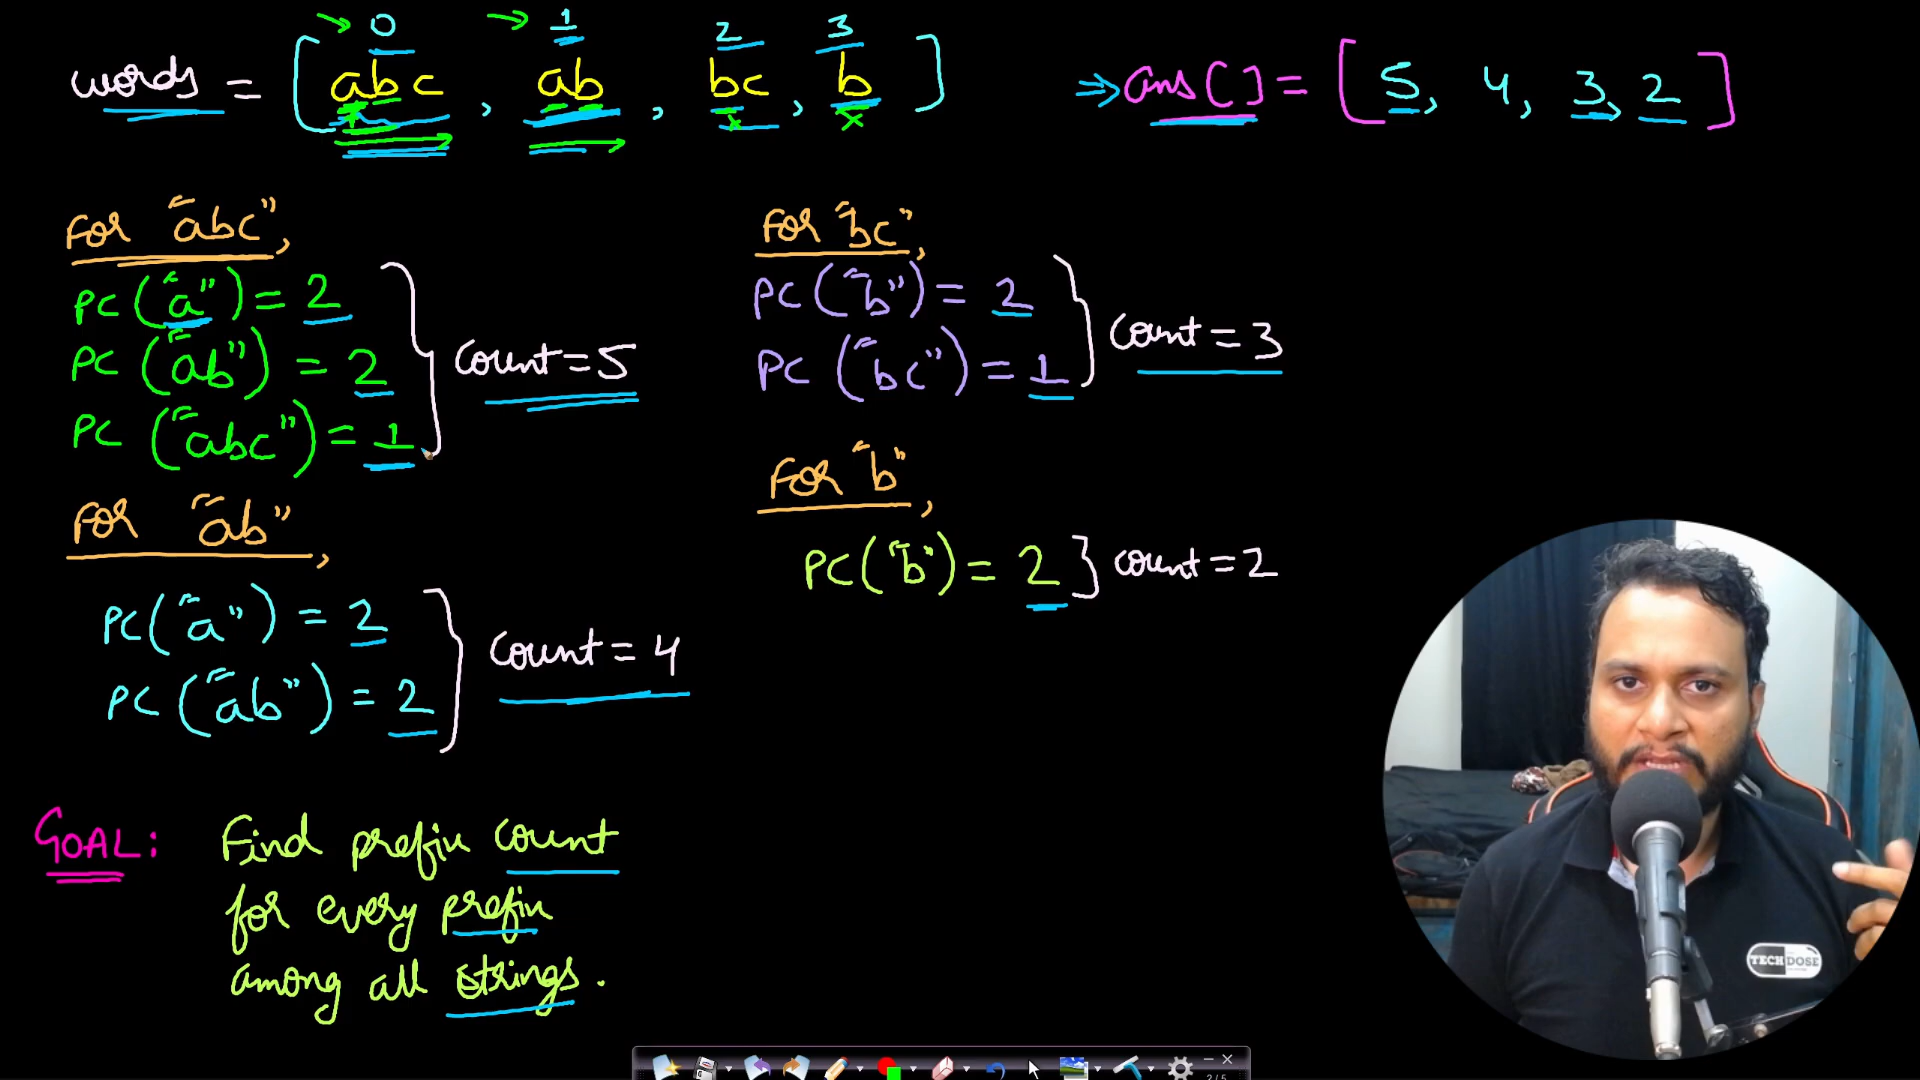 0 1 2 3
words = [ abc , ab , bc , b ] ⇒ ans[] = [ 5, 4, 3, 2 ]
x x
For "abc",
PC("a") = 2
PC("ab") = 2
PC("abc") = 1
count = 5
For "ab",
PC("a") = 2
PC("ab") = 2
count = 4
For "bc",
PC("b") = 2
PC("bc") = 1
count = 3
For "b",
PC("b") = 2
count = 2
GOAL: Find prefix count
for every prefix
among all strings.
TECH DOSE
2/5